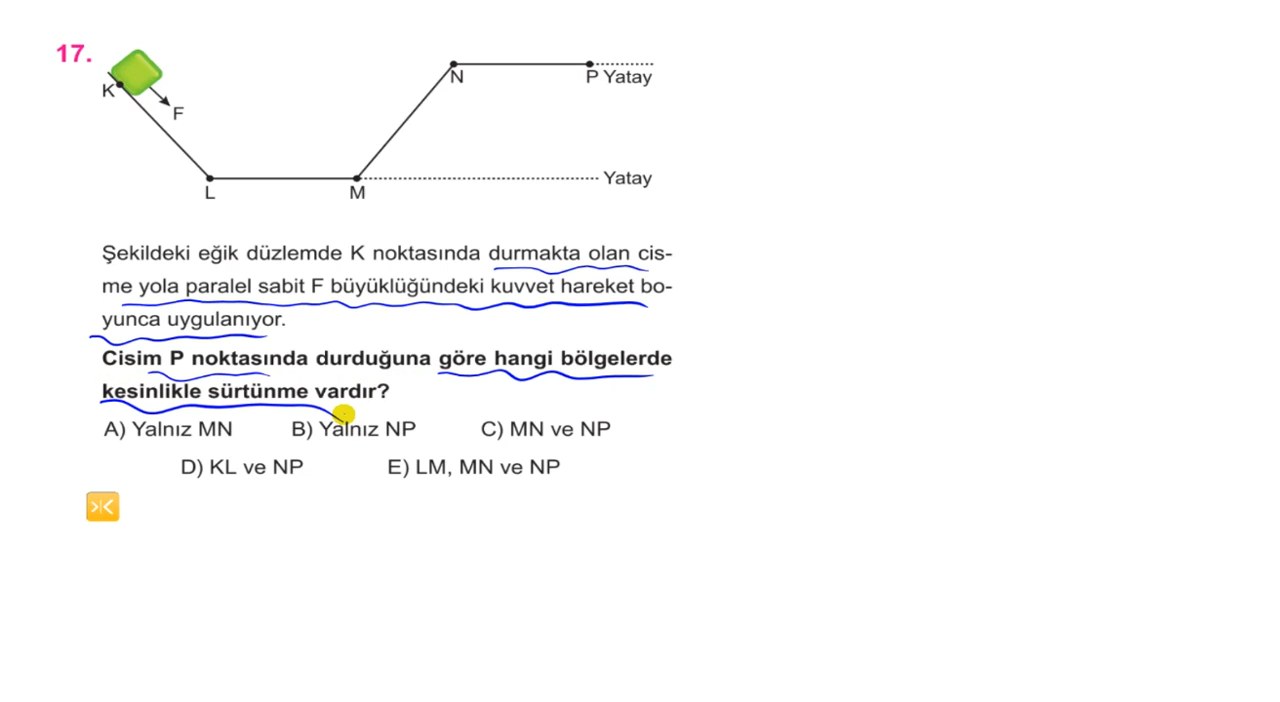 17.
K
F
N
P Yatay
L
M
Yatay
Şekildeki eğik düzlemde K noktasında durmakta olan cis-
me yola paralel sabit F büyüklüğündeki kuvvet hareket bo-
yunca uygulanıyor.
Cisim P noktasında durduğuna göre hangi bölgelerde
kesinlikle sürtünme vardır?
A) Yalnız MN B) Yalnız NP C) MN ve NP
D) KL ve NP E) LM, MN ve NP